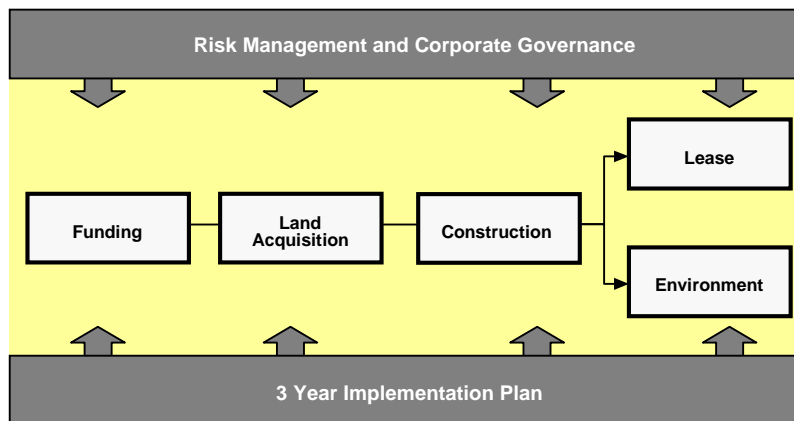 Risk Management and Corporate Governance
Lease
Funding
Land
Acquisition
Construction
Environment
3 Year Implementation Plan